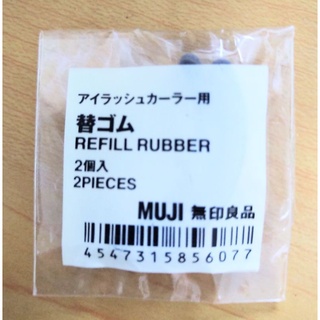 アイラッシュカーラー用
替ゴム
REFILL RUBBER
2個入
2PIECES
MUJI 無印良品
4547315856077